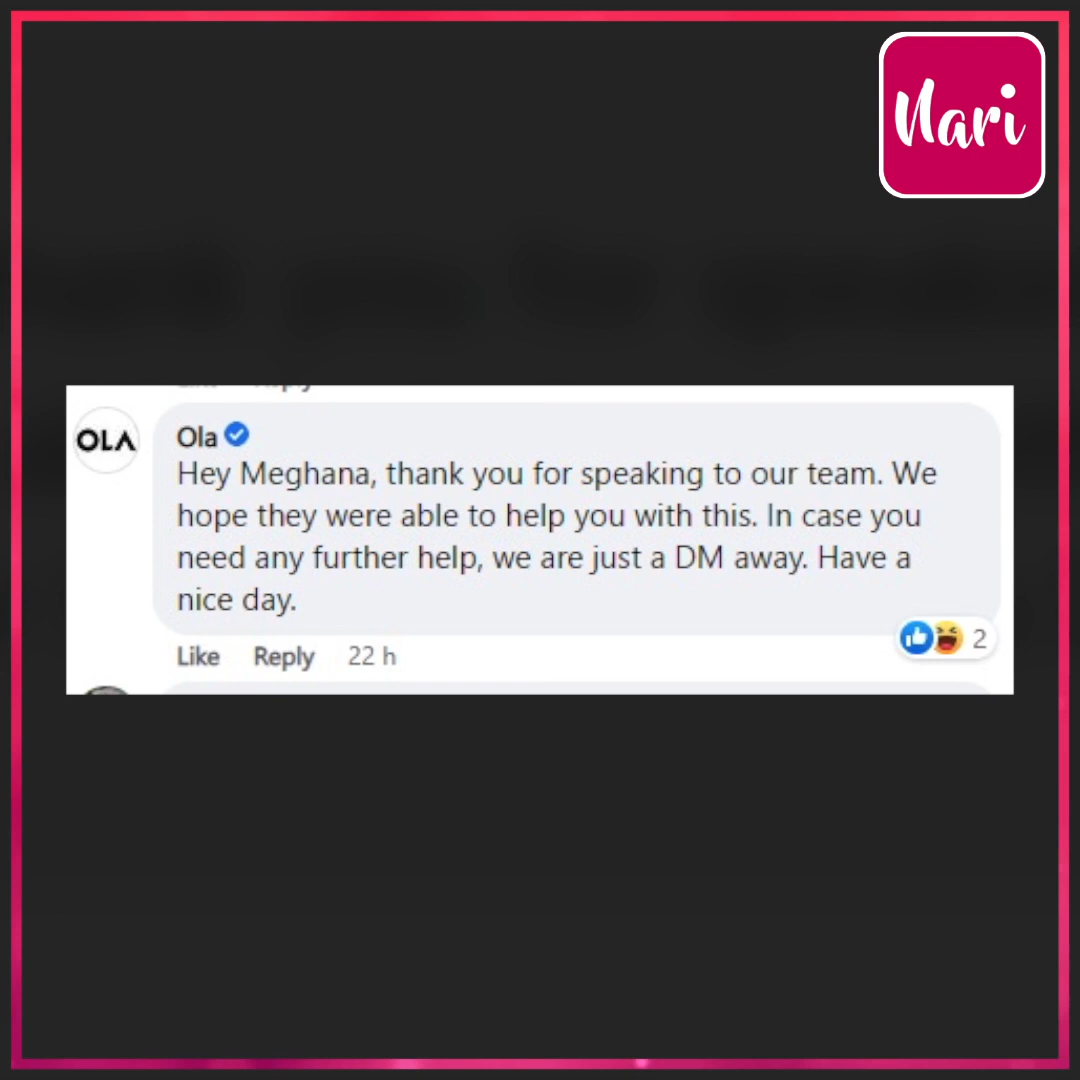 Nari
OLA
Ola
Hey Meghana, thank you for speaking to our team. We
hope they were able to help you with this. In case you
need any further help, we are just a DM away. Have a
nice day.
Like Reply 22 h
2